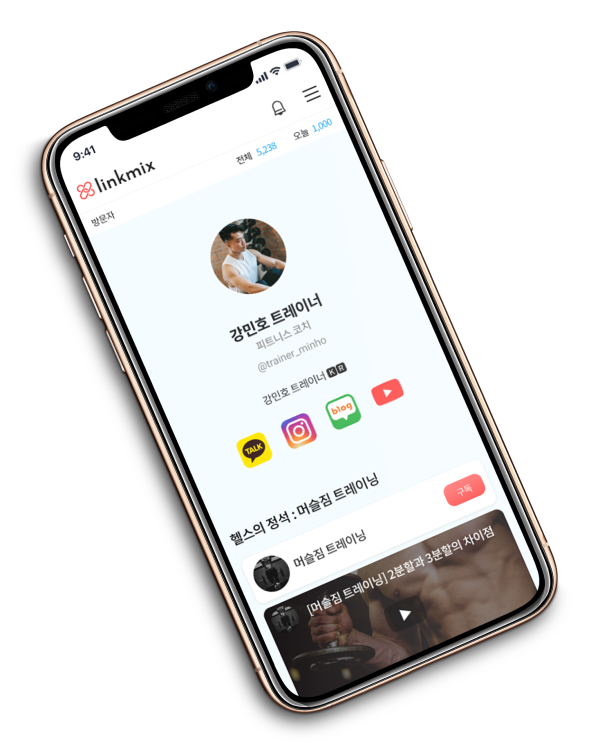 9:41
linkmix
방문자
전체 5,238 오늘 1,000
강민호 트레이너
피트니스 코치
@trainer_minho
강민호 트레이너 KR
TALK
blog
헬스의 정석 : 머슬짐 트레이닝
머슬짐 트레이닝
구독
[머슬짐 트레이닝] 2분할과 3분할의 차이점